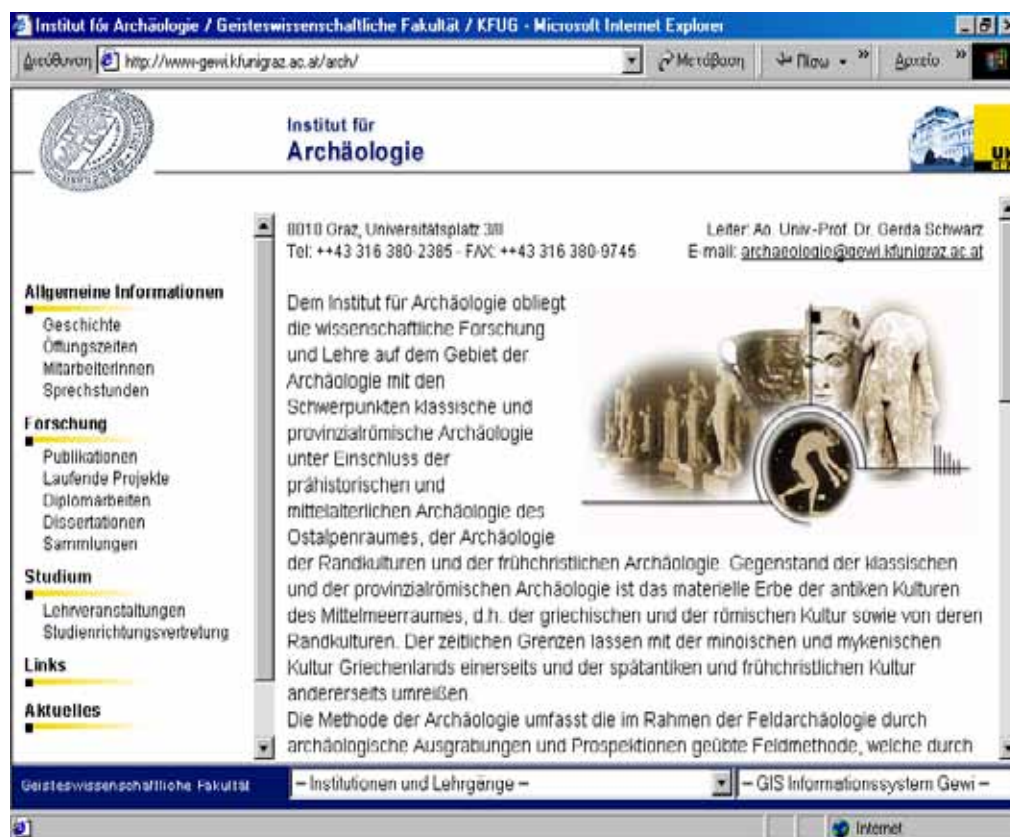 Institut fór Archäologie / Geisteswissenschaftliche Fakultät / KFUG - Microsoft Internet Explorer
Διεύθυνση http://www-gewi.kfunigraz.ac.at/arch/ Μετάβαση Πίσω » Αρχείο »
Institut für
Archäologie
8010 Graz, Universitätsplatz 3/II
Tel: ++43 316 380-2385 - FAX: ++43 316 380-9745
Leiter: Ao. Univ.-Prof. Dr. Gerda Schwarz
E-mail: archaeologie@gewi.kfunigraz.ac.at
Allgemeine Informationen
Geschichte
Öffungszeiten
MitarbeiterInnen
Sprechstunden
Forschung
Publikationen
Laufende Projekte
Diplomarbeiten
Dissertationen
Sammlungen
Studium
Lehrveranstaltungen
Studienrichtungsvertretung
Links
Aktuelles
Dem Institut für Archäologie obliegt
die wissenschaftliche Forschung
und Lehre auf dem Gebiet der
Archäologie mit den
Schwerpunkten klassische und
provinzialrömische Archäologie
unter Einschluss der
prähistorischen und
mittelalterlichen Archäologie des
Ostalpenraumes, der Archäologie
der Randkulturen und der frühchristlichen Archäologie. Gegenstand der klassischen
und der provinzialrömischen Archäologie ist das materielle Erbe der antiken Kulturen
des Mittelmeerraumes, d.h. der griechischen und der römischen Kultur sowie von deren
Randkulturen. Der zeitlichen Grenzen lassen mit der minoischen und mykenischen
Kultur Griechenlands einerseits und der spätantiken und frühchristlichen Kultur
andererseits umreißen.
Die Methode der Archäologie umfasst die im Rahmen der Feldarchäologie durch
archäologische Ausgrabungen und Prospektionen geübte Feldmethode, welche durch
Geisteswissenschaftliche Fakultät
– Institutionen und Lehrgänge –
– GIS Informationssystem Gewi –
Internet